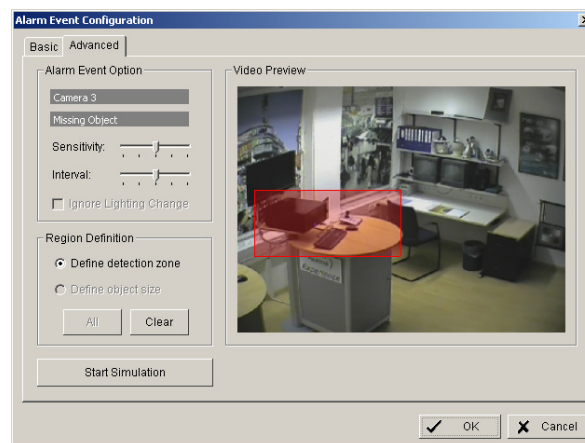 Alarm Event Configuration
Basic
Advanced
Alarm Event Option
Camera 3
Missing Object
Sensitivity:
Interval:
Ignore Lighting Change
Region Definition
Define detection zone
Define object size
All
Clear
Start Simulation
Video Preview
OK
Cancel